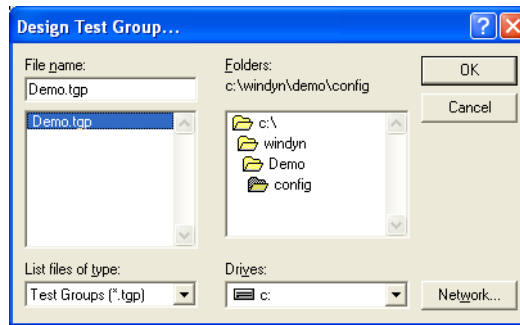 Design Test Group...
File name:
Demo.tgp
Demo.tgp
List files of type:
Test Groups (*.tgp)
Folders:
c:\windyn\demo\config
c:\
windyn
Demo
config
Drives:
c:
OK
Cancel
Network...